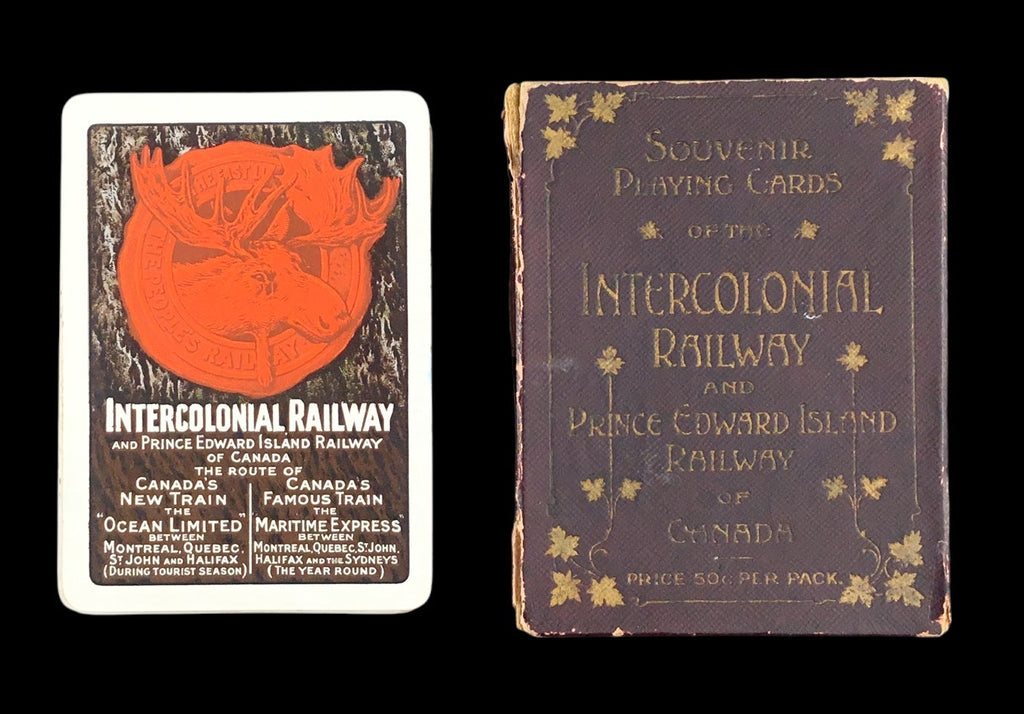 THE PEOPLE'S RAILWAY
INTERCOLONIAL RAILWAY
AND PRINCE EDWARD ISLAND RAILWAY
OF CANADA
THE ROUTE OF
CANADA'S
NEW TRAIN
THE
"OCEAN LIMITED"
BETWEEN
MONTREAL, QUEBEC,
ST JOHN AND HALIFAX
(DURING TOURIST SEASON)
CANADA'S
FAMOUS TRAIN
THE
"MARITIME EXPRESS"
BETWEEN
MONTREAL, QUEBEC, ST JOHN,
HALIFAX AND THE SYDNEYS
(THE YEAR ROUND)
SOUVENIR
PLAYING CARDS
OF THE
INTERCOLONIAL
RAILWAY
AND
PRINCE EDWARD ISLAND
RAILWAY
OF
CANADA
PRICE 50C PER PACK.